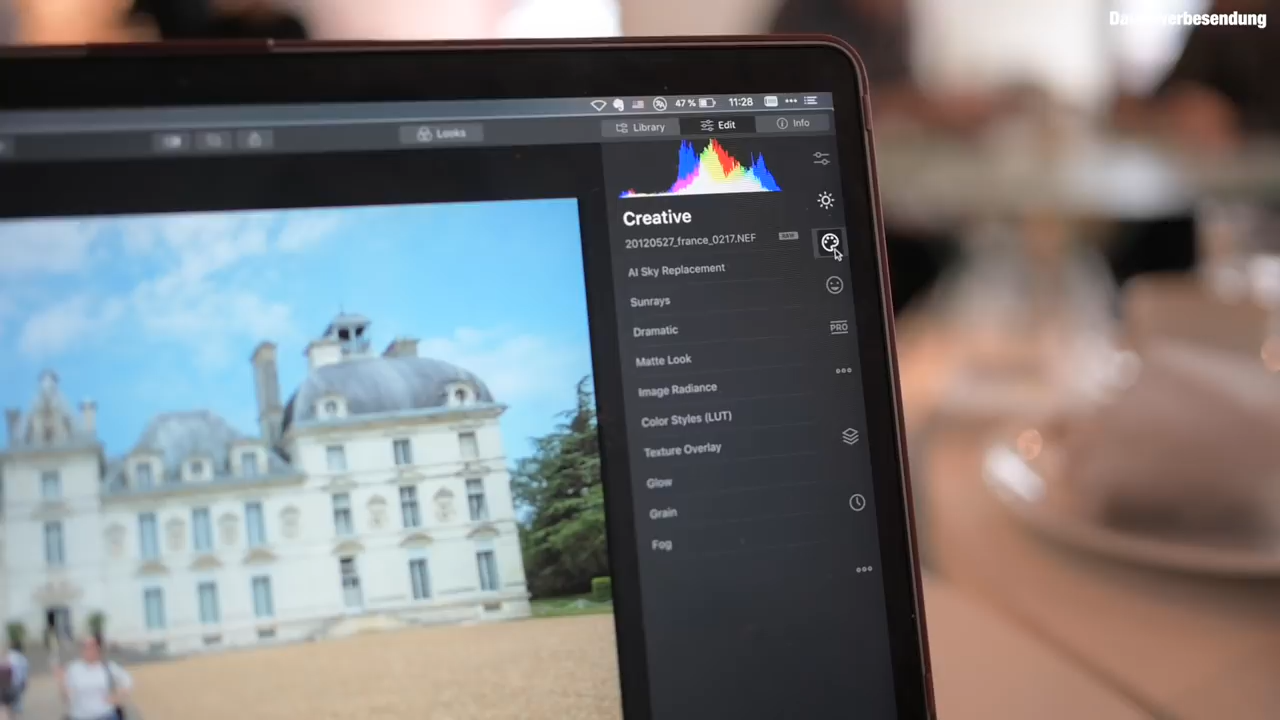 Dauerwerbesendung
47 %
11:28
Looks
Library
Edit
Info
Creative
20120527_france_0217.NEF
RAW
AI Sky Replacement
Sunrays
Dramatic
Matte Look
PRO
Image Radiance
Color Styles (LUT)
Texture Overlay
Glow
Grain
Fog